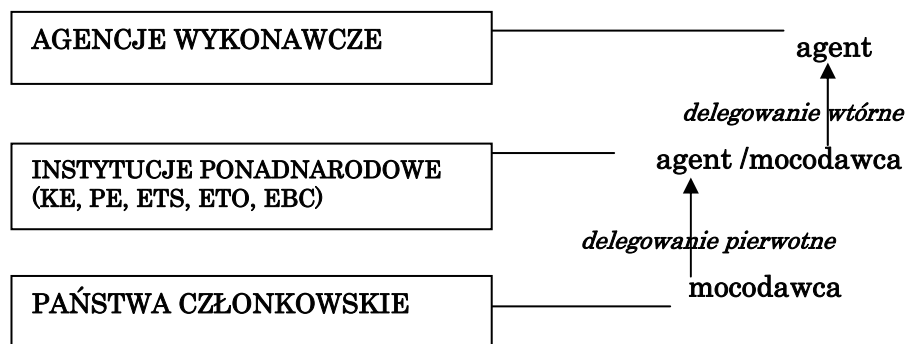 AGENCJE WYKONAWCZE
agent
delegowanie wtórne
INSTYTUCJE PONADNARODOWE
(KE, PE, ETS, ETO, EBC)
agent /mocodawca
delegowanie pierwotne
PAŃSTWA CZŁONKOWSKIE
mocodawca